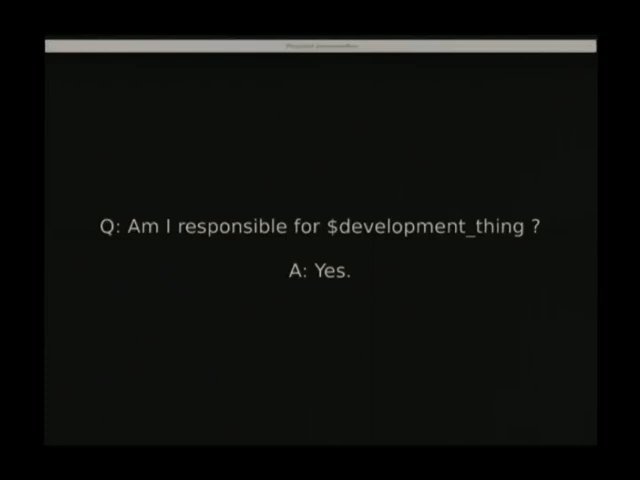 Q: Am I responsible for $development_thing ?
A: Yes.